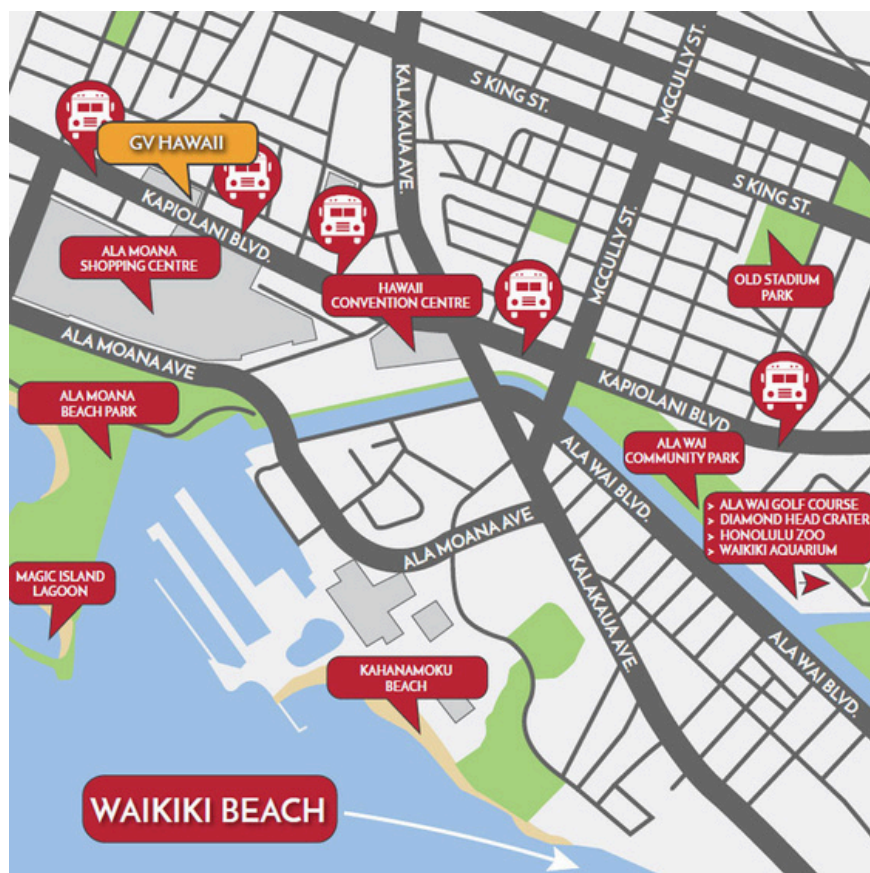 KALAKAUA AVE.
S KING ST.
MCCULLY ST.
GV HAWAII
KAPIOLANI BLVD.
S KING ST.
ALA MOANA
SHOPPING CENTRE
HAWAII
CONVENTION CENTRE
MCCULLY ST.
OLD STADIUM
PARK
ALA MOANA AVE
KAPIOLANI BLVD.
ALA MOANA
BEACH PARK
ALA WAI
COMMUNITY PARK
ALA WAI BLVD.
> ALA WAI GOLF COURSE
> DIAMOND HEAD CRATER
> HONOLULU ZOO
> WAIKIKI AQUARIUM
ALA MOANA AVE
MAGIC ISLAND
LAGOON
KALAKAUA AVE.
KAHANAMOKU
BEACH
ALA WAI BLVD.
WAIKIKI BEACH